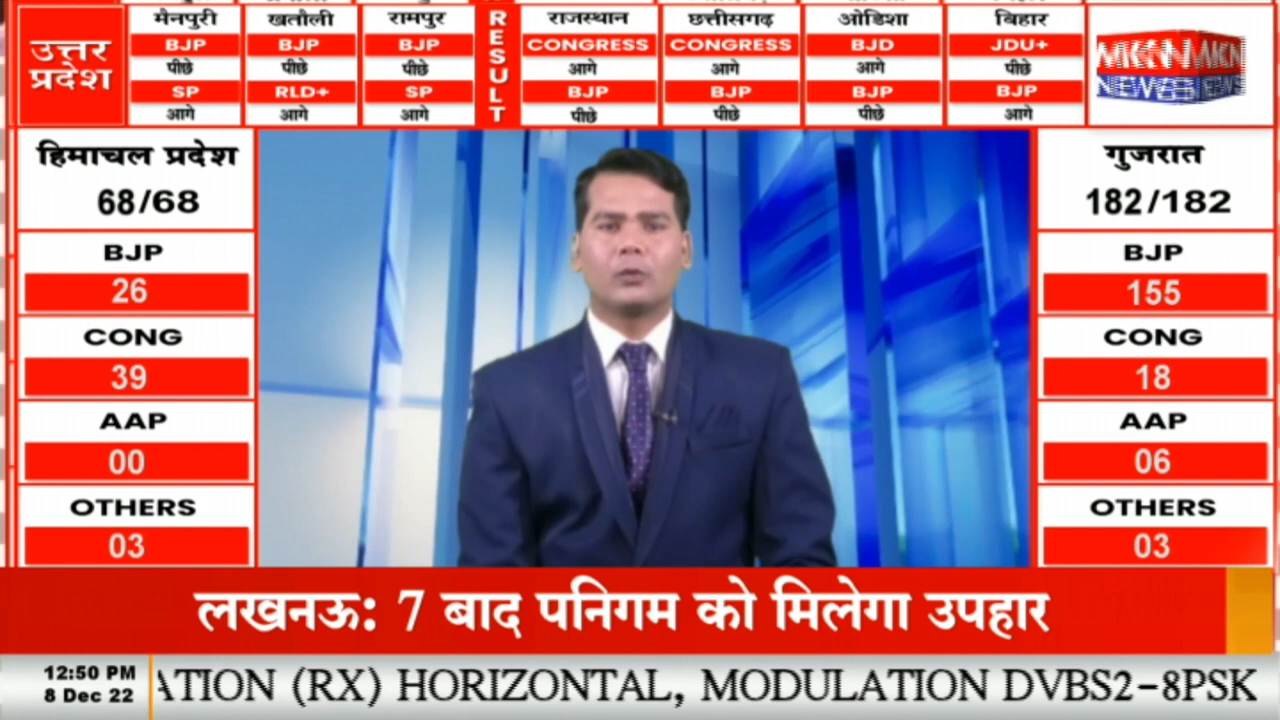 उत्तर
प्रदेश
मैनपुरी
BJP
पीछे
SP
आगे
खतौली
BJP
पीछे
RLD+
आगे
रामपुर
BJP
पीछे
SP
आगे
RESULT
राजस्थान
CONGRESS
आगे
BJP
पीछे
छत्तीसगढ़
CONGRESS
आगे
BJP
पीछे
ओडिशा
BJD
आगे
BJP
पीछे
बिहार
JDU+
पीछे
BJP
आगे
MKN
NEWS
हिमाचल प्रदेश
68/68
BJP
26
CONG
39
AAP
00
OTHERS
03
गुजरात
182/182
BJP
155
CONG
18
AAP
06
OTHERS
03
लखनऊ: 7 बाद पनिगम को मिलेगा उपहार
12:50 PM
8 Dec 22
ATION (RX) HORIZONTAL, MODULATION DVBS2-8PSK